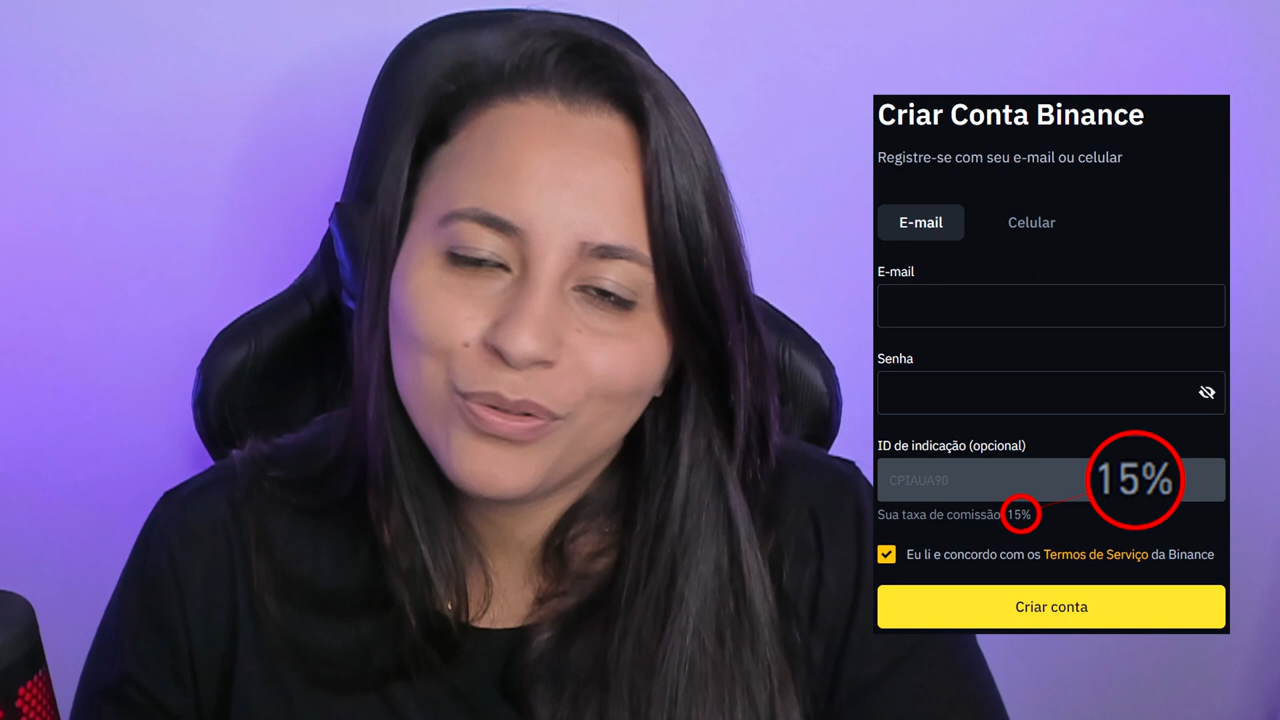 Criar Conta Binance
Registre-se com seu e-mail ou celular
E-mail Celular
E-mail
Senha
ID de indicação (opcional)
CPIAUA90
15%
Sua taxa de comissão 15%
Eu li e concordo com os Termos de Serviço da Binance
Criar conta